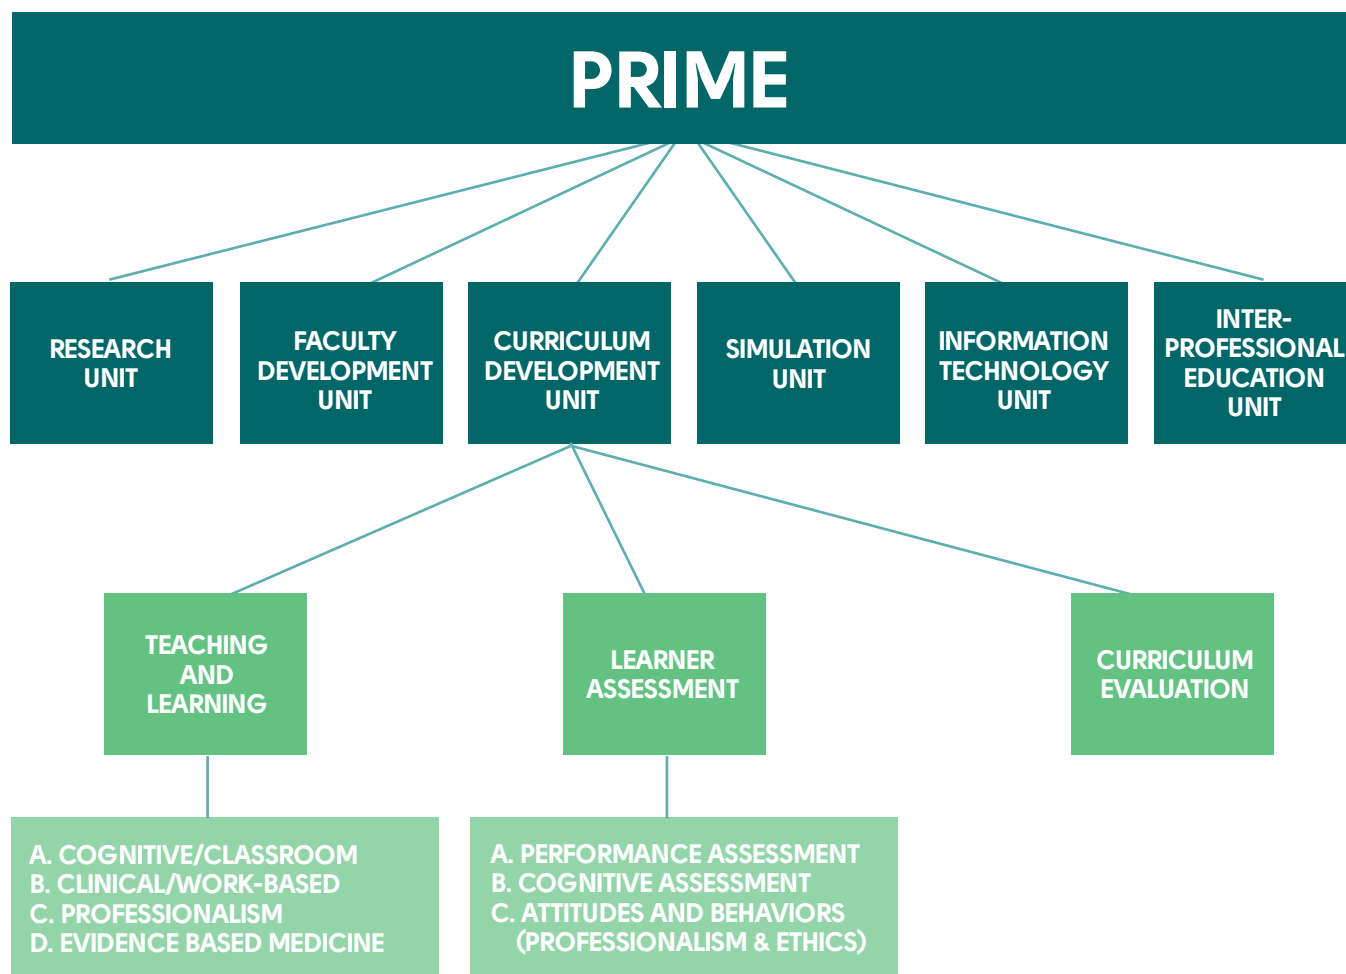 PRIME
RESEARCH
UNIT
FACULTY
DEVELOPMENT
UNIT
CURRICULUM
DEVELOPMENT
UNIT
SIMULATION
UNIT
INFORMATION
TECHNOLOGY
UNIT
INTER-
PROFESSIONAL
EDUCATION
UNIT
TEACHING
AND
LEARNING
LEARNER
ASSESSMENT
CURRICULUM
EVALUATION
A. COGNITIVE/CLASSROOM
B. CLINICAL/WORK-BASED
C. PROFESSIONALISM
D. EVIDENCE BASED MEDICINE
A. PERFORMANCE ASSESSMENT
B. COGNITIVE ASSESSMENT
C. ATTITUDES AND BEHAVIORS
(PROFESSIONALISM & ETHICS)